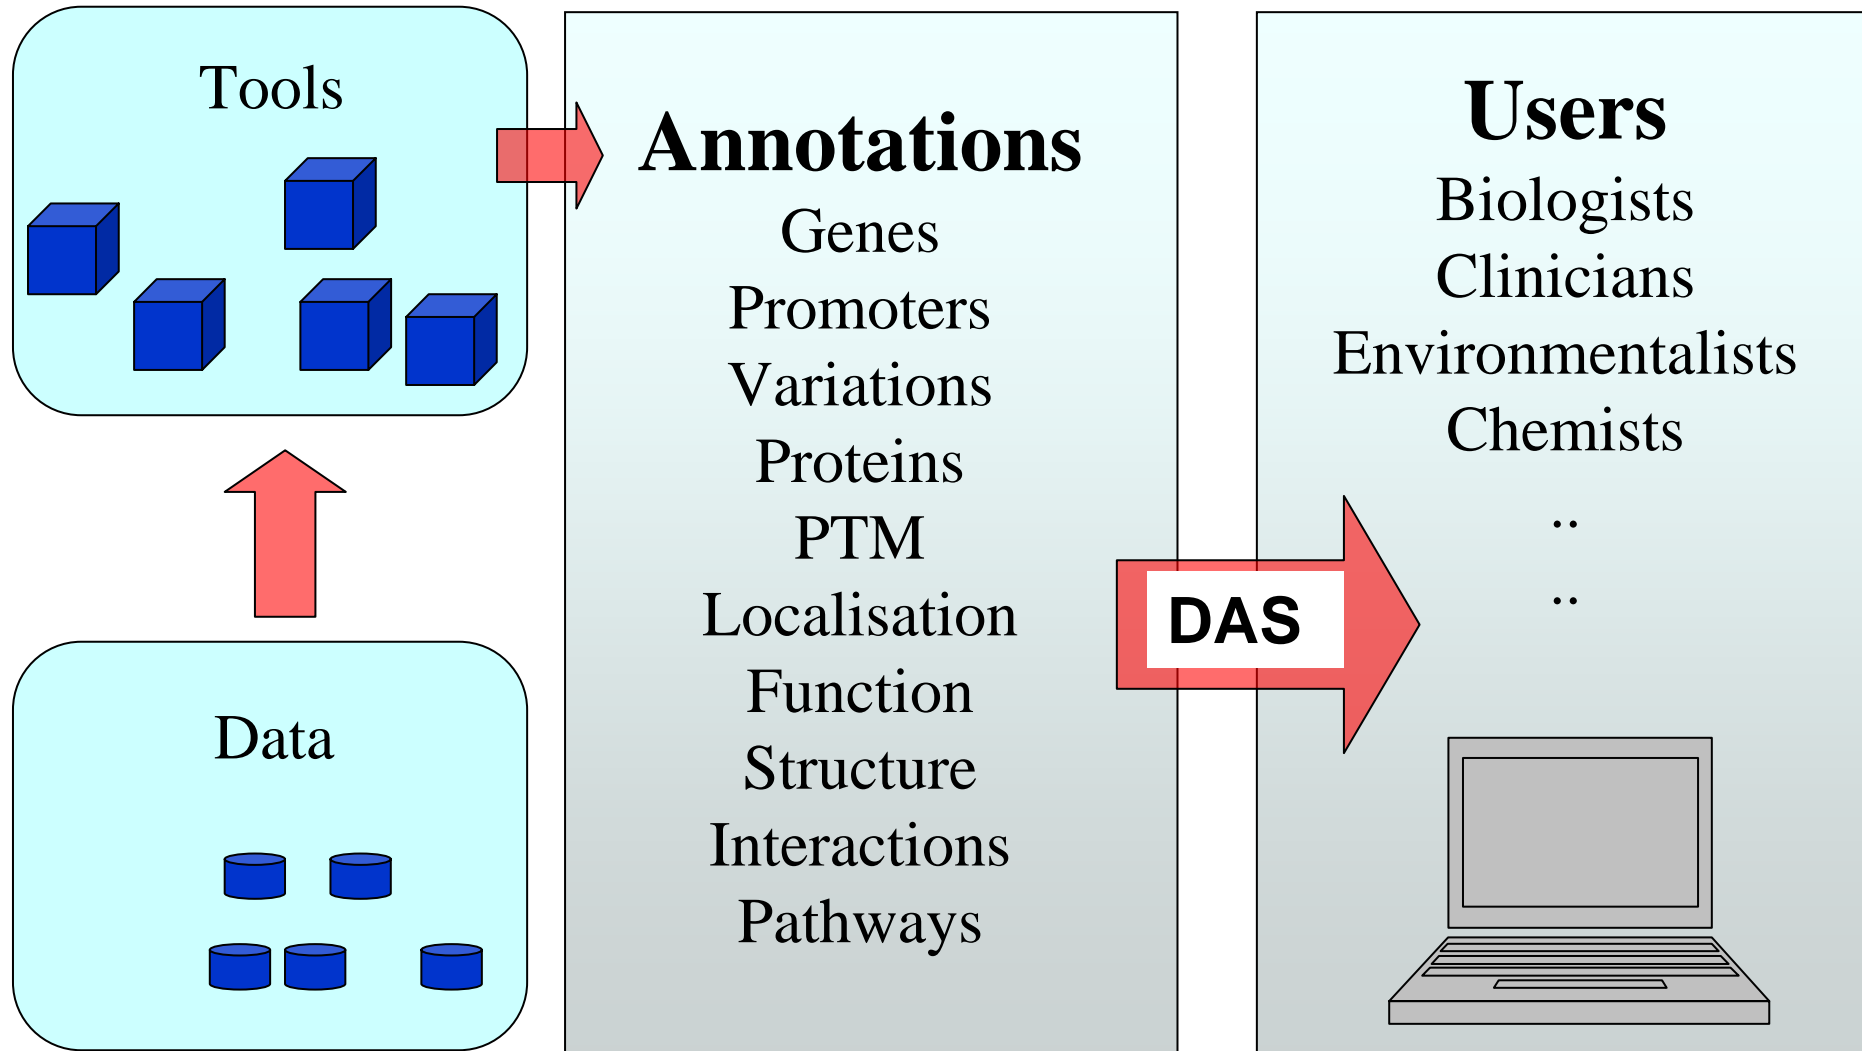 Tools
Data
Annotations
Genes
Promoters
Variations
Proteins
PTM
Localisation
Function
Structure
Interactions
Pathways
DAS
Users
Biologists
Clinicians
Environmentalists
Chemists
..
..